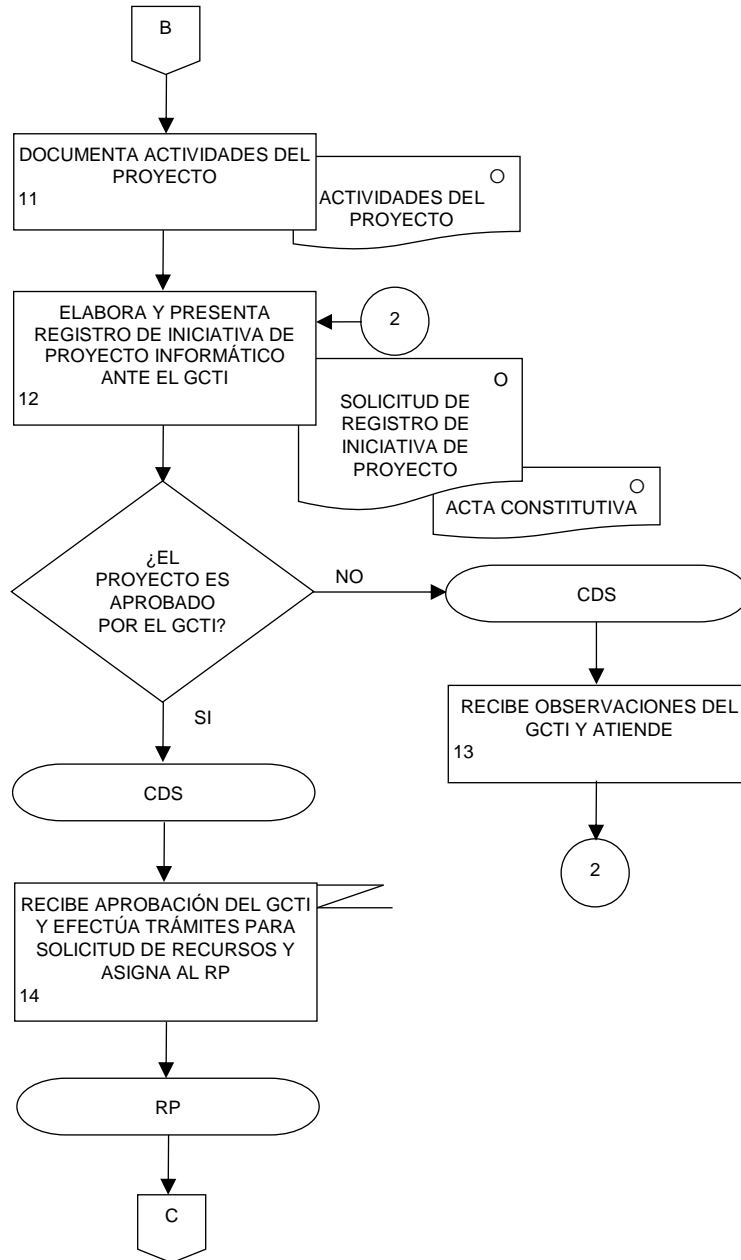 B
DOCUMENTA ACTIVIDADES DEL
PROYECTO
11
O
ACTIVIDADES DEL
PROYECTO
ELABORA Y PRESENTA
REGISTRO DE INICIATIVA DE
PROYECTO INFORMÁTICO
ANTE EL GCTI
12
2
O
SOLICITUD DE
REGISTRO DE
INICIATIVA DE
PROYECTO
O
ACTA CONSTITUTIVA
¿EL
PROYECTO ES
APROBADO
POR EL GCTI?
NO
CDS
RECIBE OBSERVACIONES DEL
GCTI Y ATIENDE
13
2
SI
CDS
RECIBE APROBACIÓN DEL GCTI
Y EFECTÚA TRÁMITES PARA
SOLICITUD DE RECURSOS Y
ASIGNA AL RP
14
RP
C